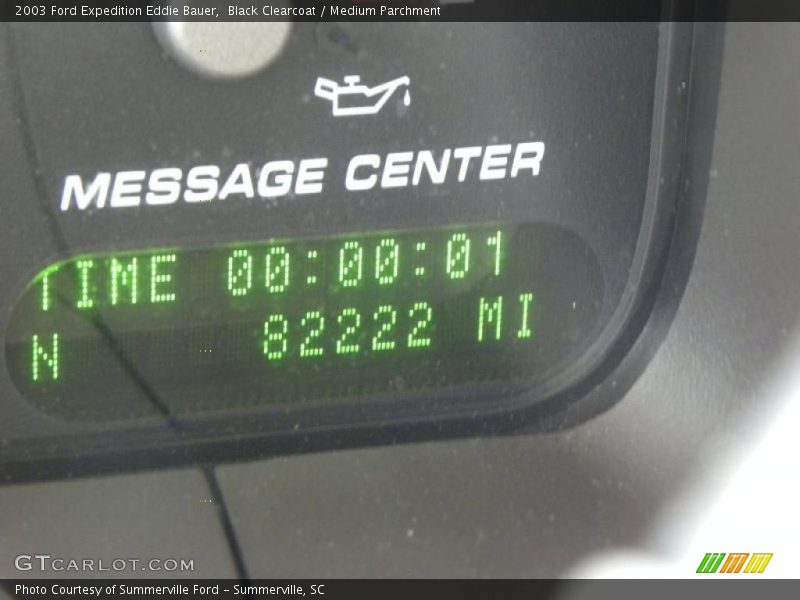 2003 Ford Expedition Eddie Bauer,  Black Clearcoat / Medium Parchment
MESSAGE CENTER
TIME 00:00:01
N 82222 MI
GTCARLOT.COM
Photo Courtesy of Summerville Ford – Summerville, SC